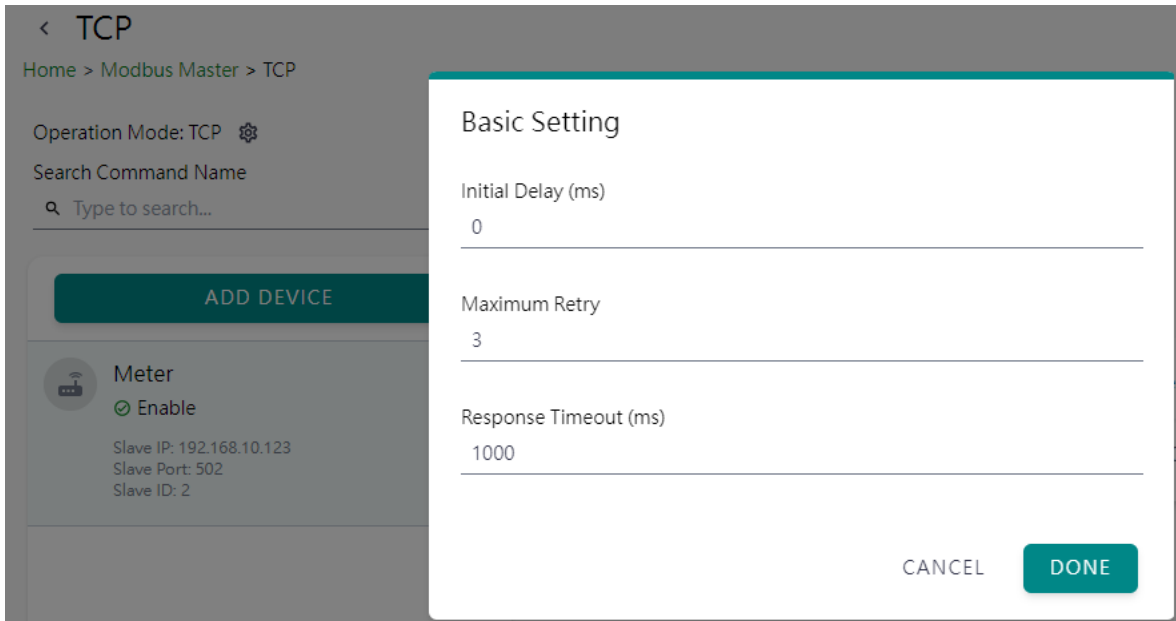 TCP
Home > Modbus Master > TCP
Operation Mode: TCP
Search Command Name
Type to search...
ADD DEVICE
Meter
Enable
Slave IP: 192.168.10.123
Slave Port: 502
Slave ID: 2
Basic Setting
Initial Delay (ms)
0
Maximum Retry
3
Response Timeout (ms)
1000
CANCEL DONE